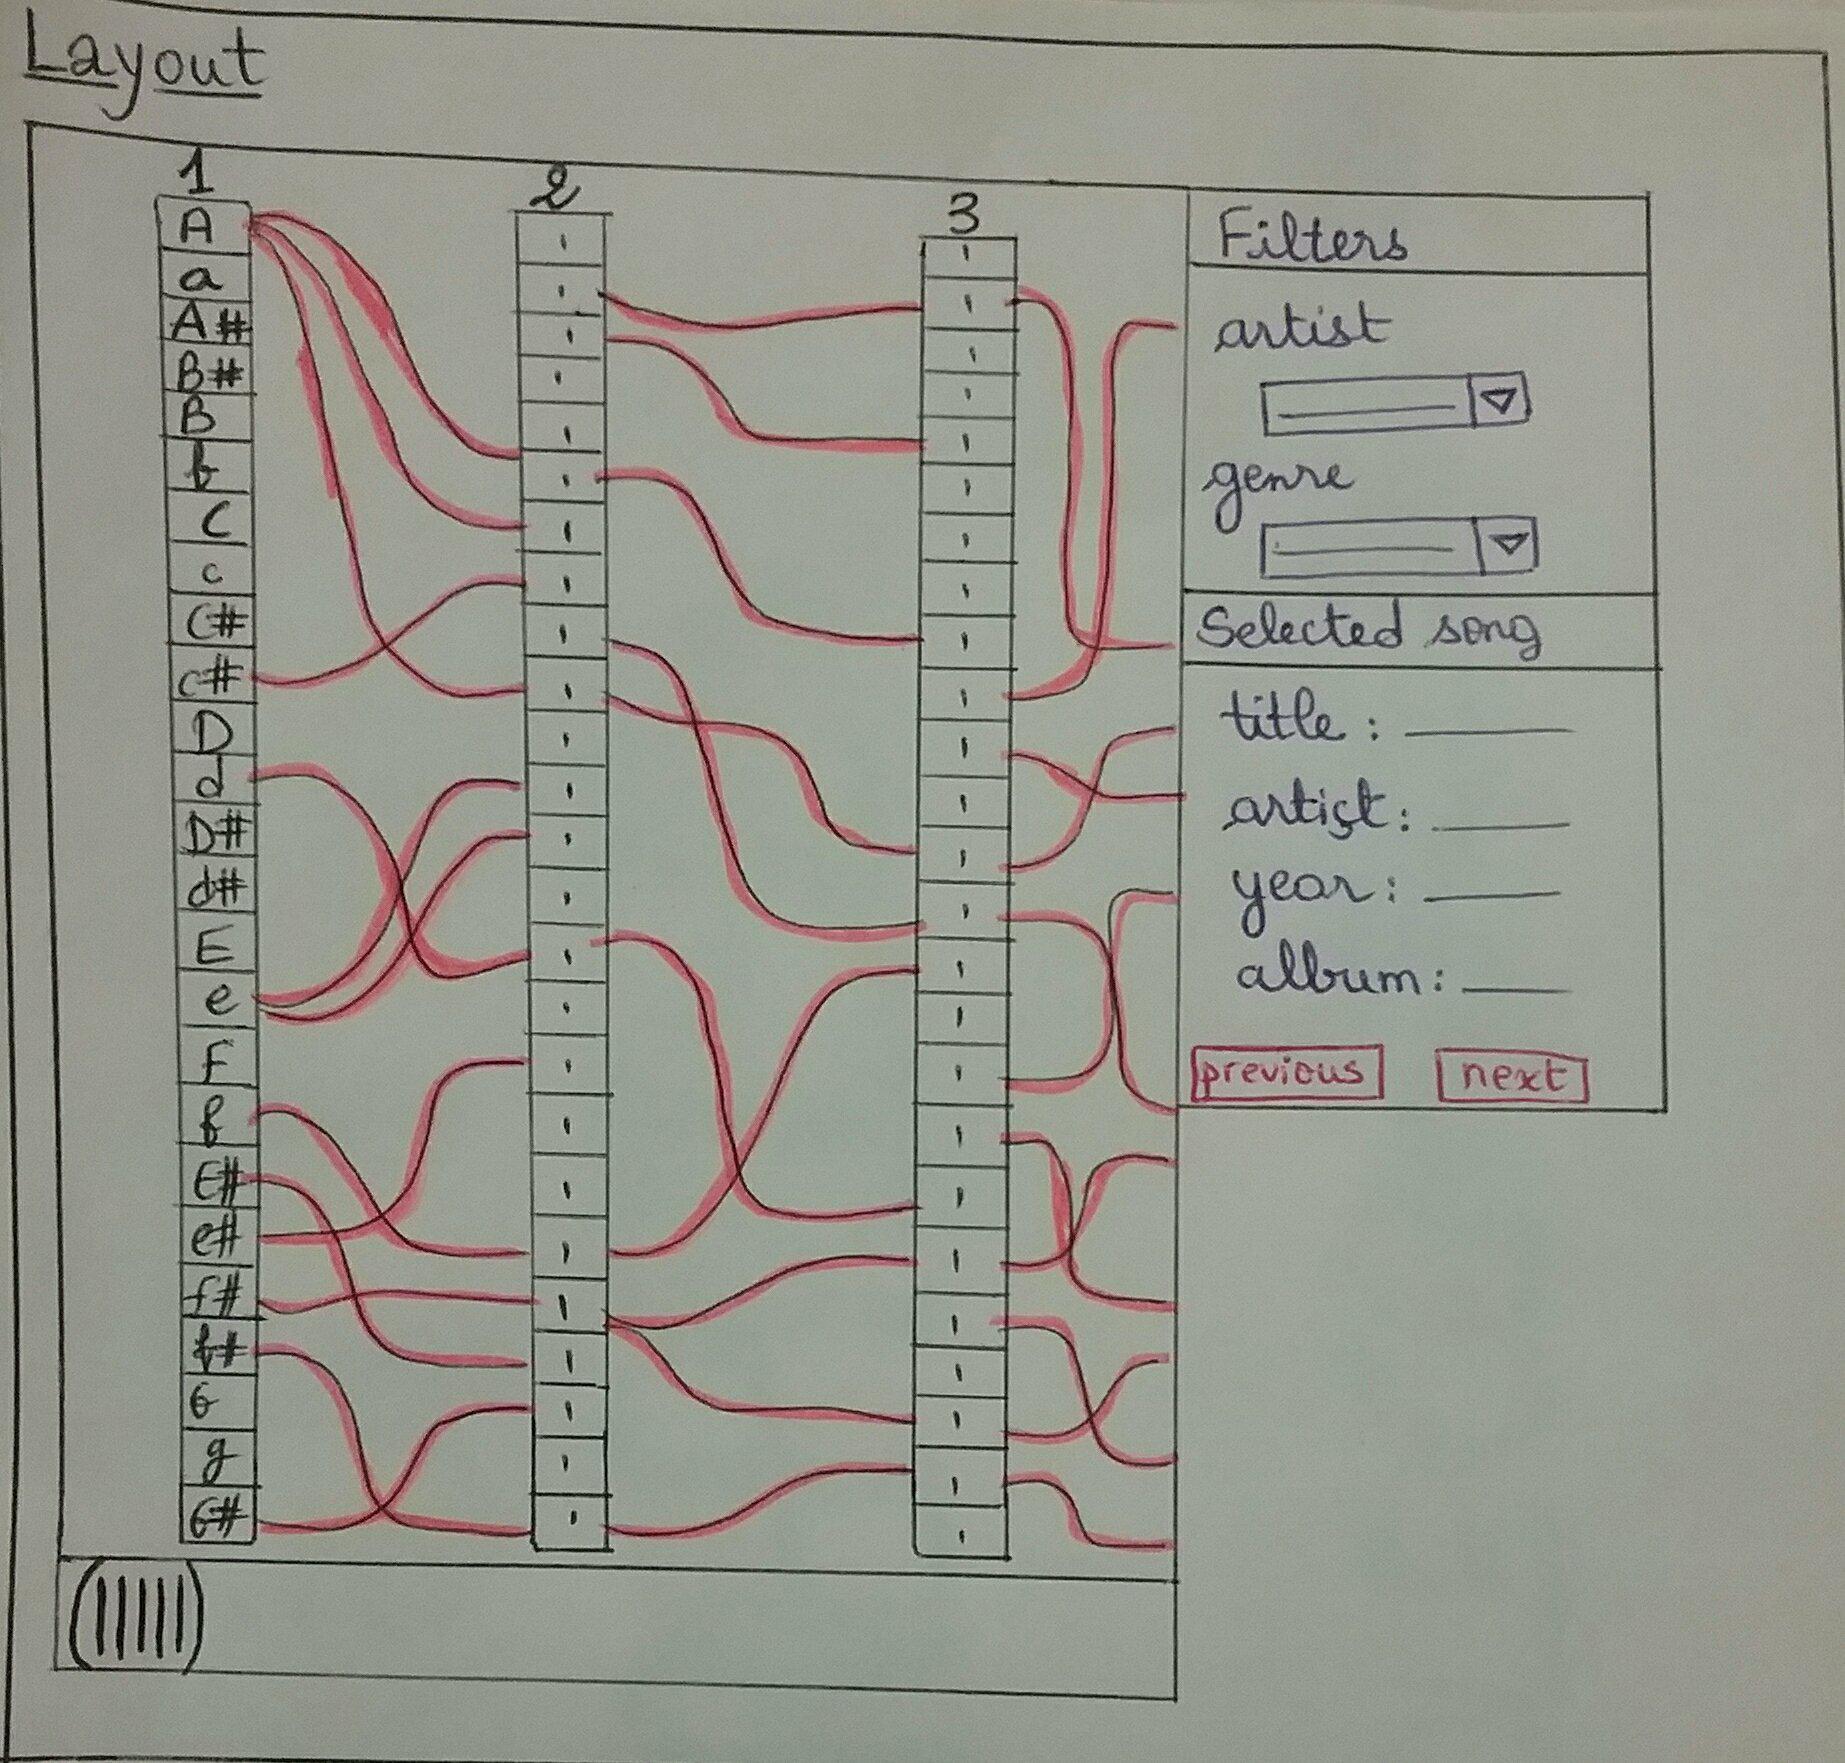 Layout
1 2 3
A
a
A#
B#
B
b
C
c
C#
c#
D
d
D#
d#
E
e
F
f
E#
e#
f#
f#
G
g
G#
Filters
artist
genre
Selected song
title:
artist:
year:
album:
previous next